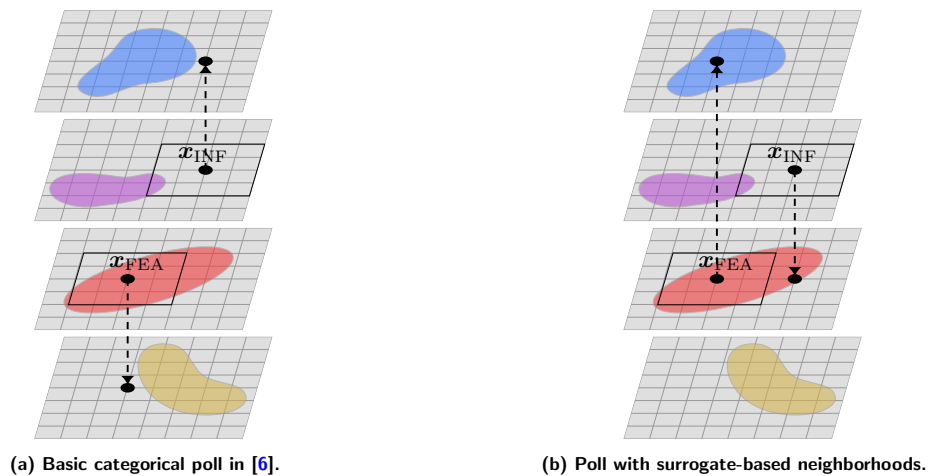 x_INF
x_FEA
x_INF
x_FEA
(a) Basic categorical poll in [6].
(b) Poll with surrogate-based neighborhoods.